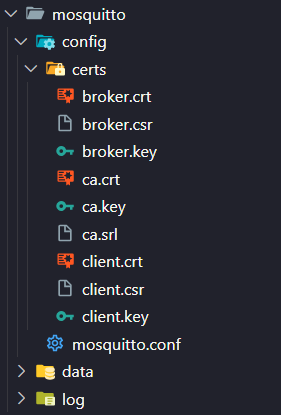 mosquitto
config
certs
broker.crt
broker.csr
broker.key
ca.crt
ca.key
ca.srl
client.crt
client.csr
client.key
mosquitto.conf
data
log